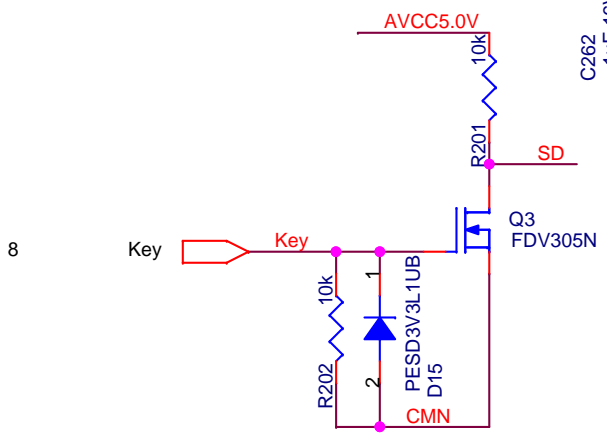 AVCC5.0V
10k
R201
C262
SD
Q3
FDV305N
8
Key
Key
10k
R202
1
2
PESD3V3L1UB
D15
CMN